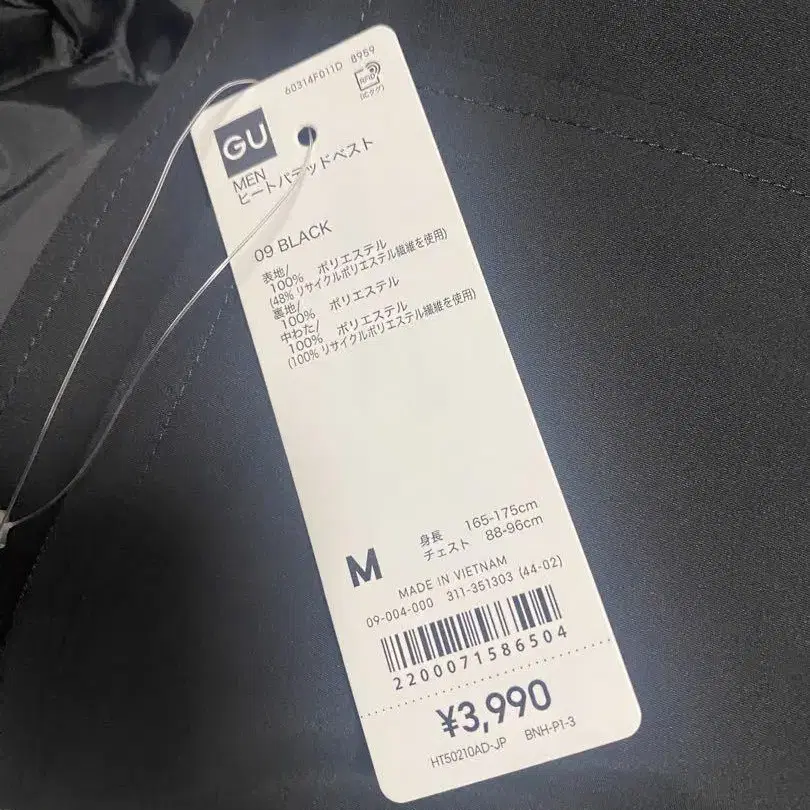 60314F011D 8959
RFID
(ICタグ)
GU
MEN
ヒートパデッドベスト
09 BLACK
表地/
100% ポリエステル
(48% リサイクルポリエステル繊維を使用)
裏地/
100% ポリエステル
中わた/
100% ポリエステル
(100% リサイクルポリエステル繊維を使用)
M
身長 165-175cm
チェスト 88-96cm
MADE IN VIETNAM
09-004-000 311-351303 (44-02)
2200071586504
¥3,990
HT50210AD-JP BNH-P1-3